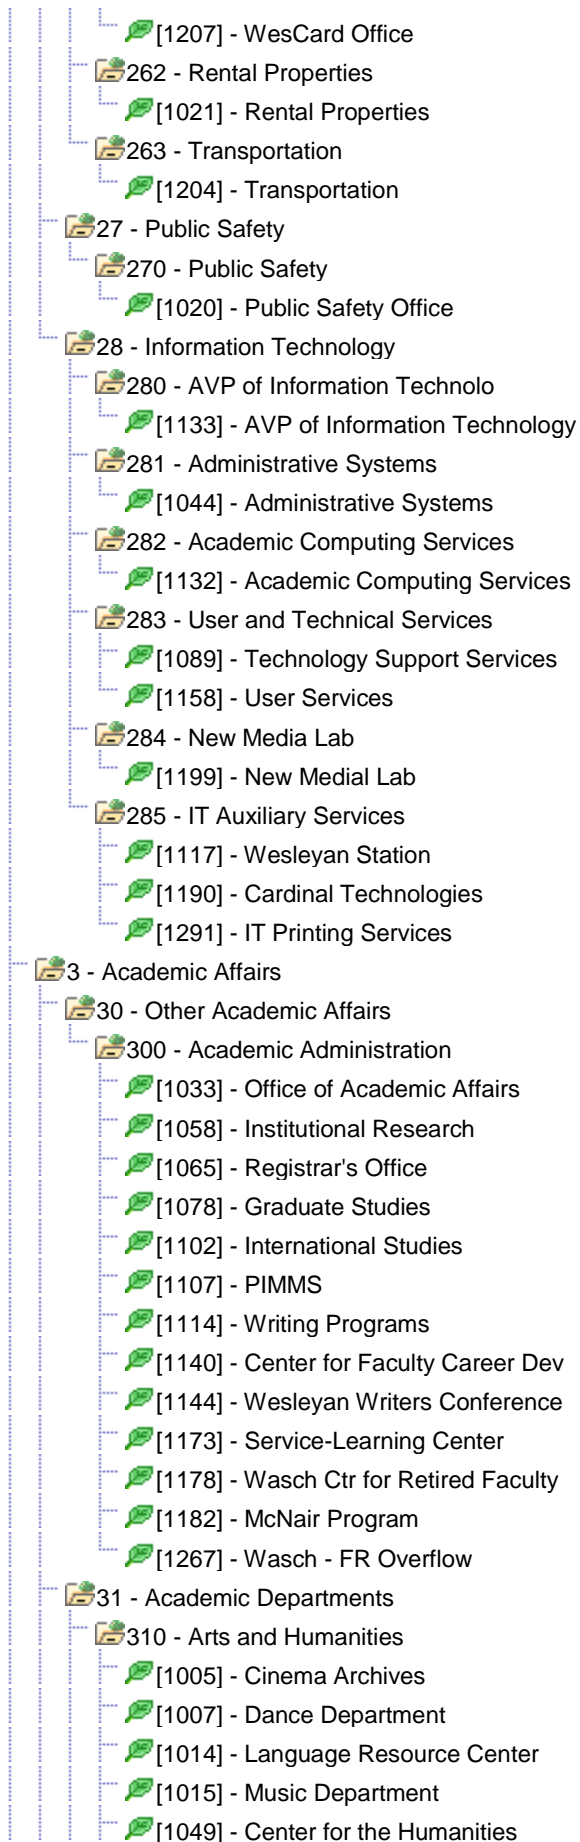 [1207] - WesCard Office
262 - Rental Properties
[1021] - Rental Properties
263 - Transportation
[1204] - Transportation
27 - Public Safety
270 - Public Safety
[1020] - Public Safety Office
28 - Information Technology
280 - AVP of Information Technolo
[1133] - AVP of Information Technology
281 - Administrative Systems
[1044] - Administrative Systems
282 - Academic Computing Services
[1132] - Academic Computing Services
283 - User and Technical Services
[1089] - Technology Support Services
[1158] - User Services
284 - New Media Lab
[1199] - New Medial Lab
285 - IT Auxiliary Services
[1117] - Wesleyan Station
[1190] - Cardinal Technologies
[1291] - IT Printing Services
3 - Academic Affairs
30 - Other Academic Affairs
300 - Academic Administration
[1033] - Office of Academic Affairs
[1058] - Institutional Research
[1065] - Registrar's Office
[1078] - Graduate Studies
[1102] - International Studies
[1107] - PIMMS
[1114] - Writing Programs
[1140] - Center for Faculty Career Dev
[1144] - Wesleyan Writers Conference
[1173] - Service-Learning Center
[1178] - Wasch Ctr for Retired Faculty
[1182] - McNair Program
[1267] - Wasch - FR Overflow
31 - Academic Departments
310 - Arts and Humanities
[1005] - Cinema Archives
[1007] - Dance Department
[1014] - Language Resource Center
[1015] - Music Department
[1049] - Center for the Humanities